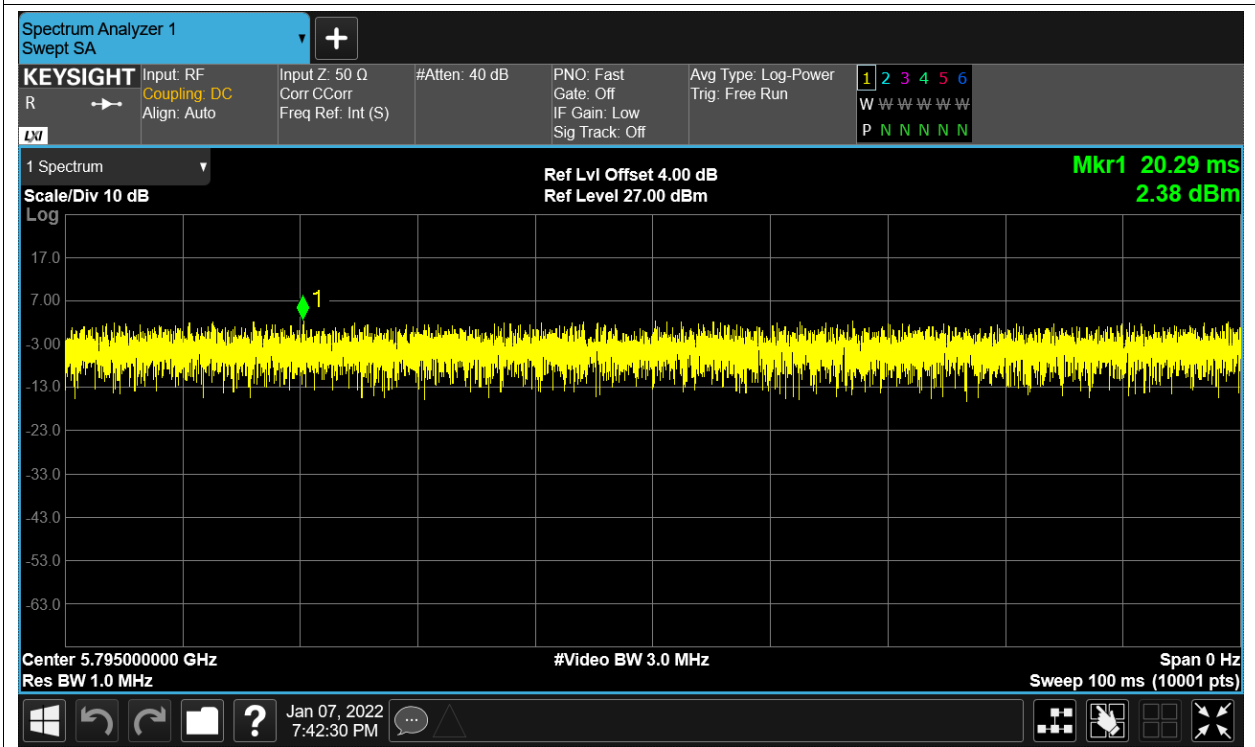 Spectrum Analyzer 1
Swept SA
KEYSIGHT Input: RF Input Z: 50 Ω #Atten: 40 dB PNO: Fast Avg Type: Log-Power 1 2 3 4 5 6
R Coupling: DC Corr CCorr Gate: Off Trig: Free Run W W W W W W W
Align: Auto Freq Ref: Int (S) IF Gain: Low
LXI Sig Track: Off P N N N N N
1 Spectrum
Ref Lvl Offset 4.00 dB Mkr1 20.29 ms
Scale/Div 10 dB Ref Level 27.00 dBm 2.38 dBm
Log
17.0
7.00
1
-3.00
-13.0
-23.0
-33.0
-43.0
-53.0
-63.0
Center 5.795000000 GHz #Video BW 3.0 MHz Span 0 Hz
Res BW 1.0 MHz Sweep 100 ms (10001 pts)
? Jan 07, 2022
7:42:30 PM